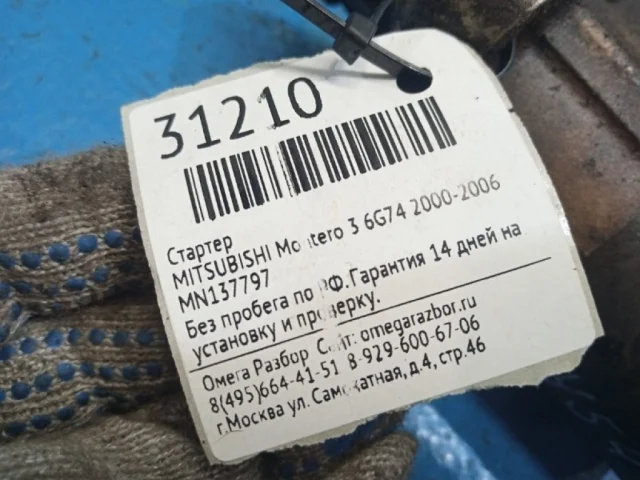 31210
Стартер
MITSUBISHI Montero 3 6G74 2000-2006
MN137797
Без пробега по РФ.Гарантия 14 дней на
установку и проверку.
Омега Разбор Сайт: omegarazbor.ru
8(495)664-41-51 8-929-600-67-06
г.Москва ул. Самокатная, д.4, стр.46